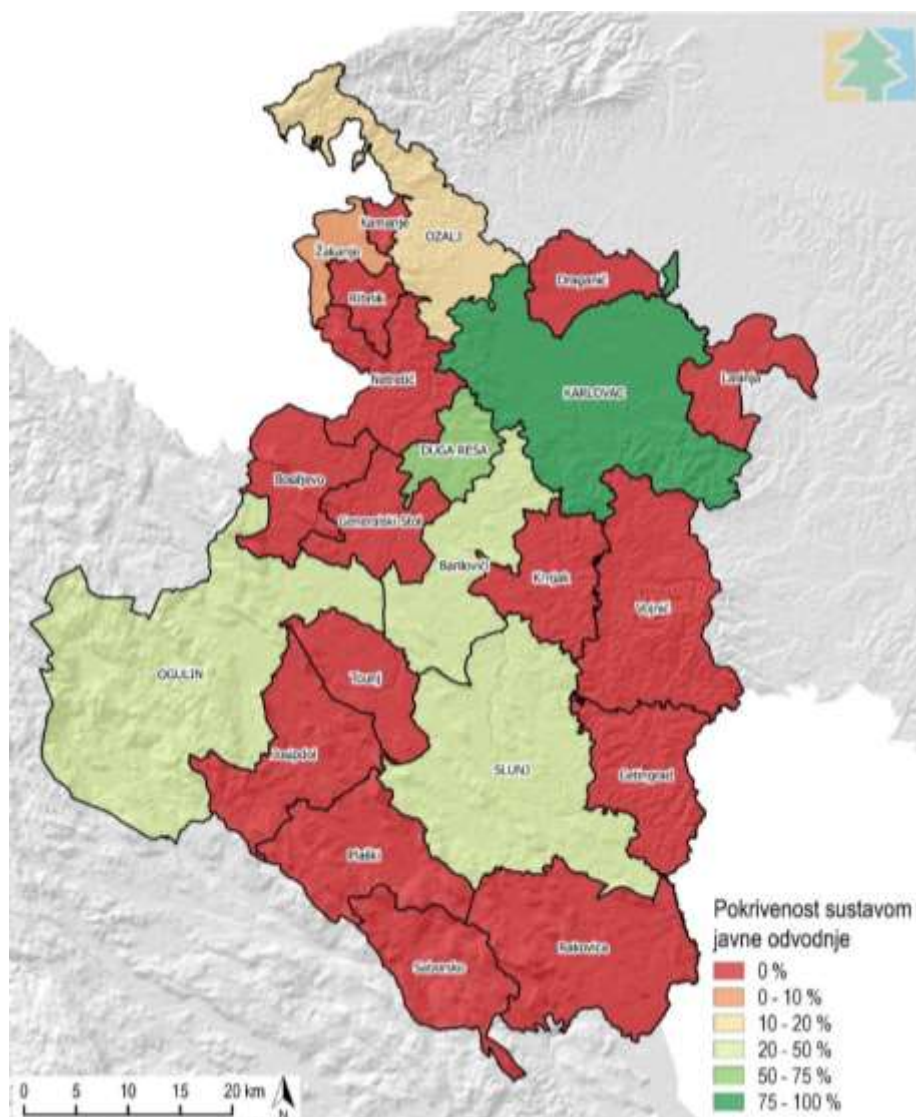 Kamanje
OZALJ
Žakanje
Draganić
Ribnik
Netretić
KARLOVAC
Lasinja
DUGA RESA
Bosiljevo
Generalski Stol
Barilovići
Krnjak
Vojnić
OGULIN
Tounj
Josipdol
SLUNJ
Cetingrad
Plaški
Saborsko
Rakovica
Pokrivenost sustavom
javne odvodnje
0 %
0 - 10 %
10 - 20 %
20 - 50 %
50 - 75 %
75 - 100 %
0 5 10 15 20 km
N